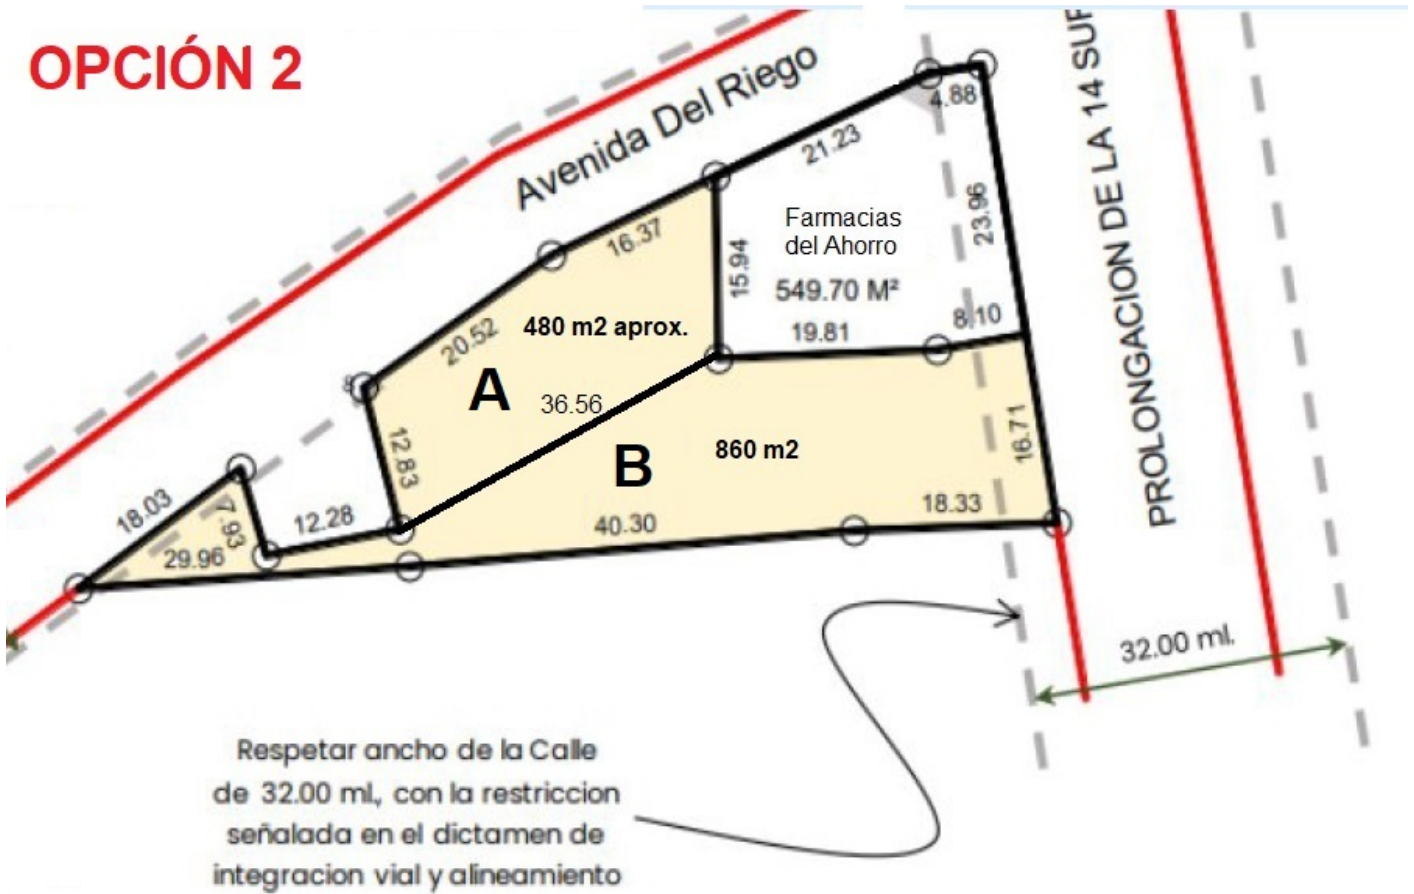 OPCIÓN 2
Avenida Del Riego
PROLONGACION DE LA 14 SUR
4.88
21.23
16.37
23.96
Farmacias
del Ahorro
15.94
549.70 M²
19.81
8.10
480 m2 aprox.
20.52
A
36.56
B
860 m2
16.71
12.83
18.33
40.30
18.03
7.93
12.28
29.96
32.00 ml.
Respetar ancho de la Calle
de 32.00 ml., con la restriccion
señalada en el dictamen de
integracion vial y alineamiento